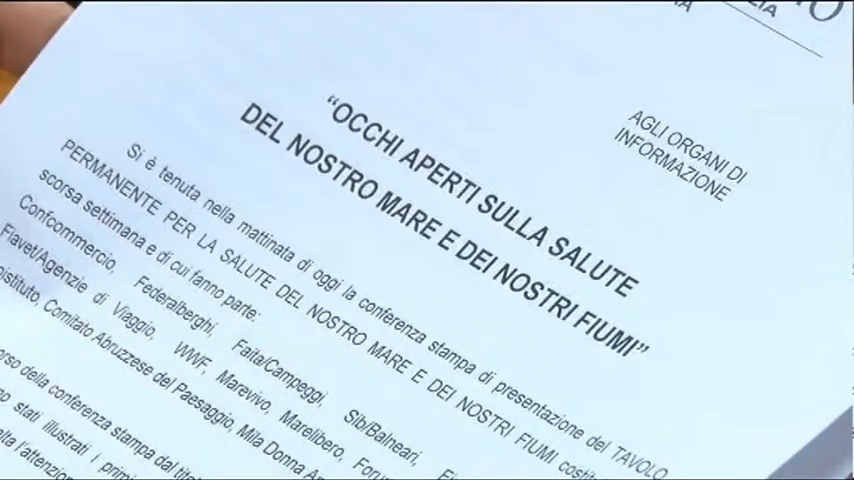 AGLI ORGANI DI
INFORMAZIONE
“OCCHI APERTI SULLA SALUTE
DEL NOSTRO MARE E DEI NOSTRI FIUMI”
Si è tenuta nella mattinata di oggi la conferenza stampa di presentazione del TAVOLO
PERMANENTE PER LA SALUTE DEL NOSTRO MARE E DEI NOSTRI FIUMI
scorsa settimana e di cui fanno parte:
Confcommercio, Federalberghi, Faita/Campeggi, Sib/Balneari,
Fiavet/Agenzie di Viaggio, WWF, Marevivo, Marelibero,
Comitato Abruzzese del Paesaggio, Mila Donna
della conferenza stampa dal
stati illustrati i
l'attenzion